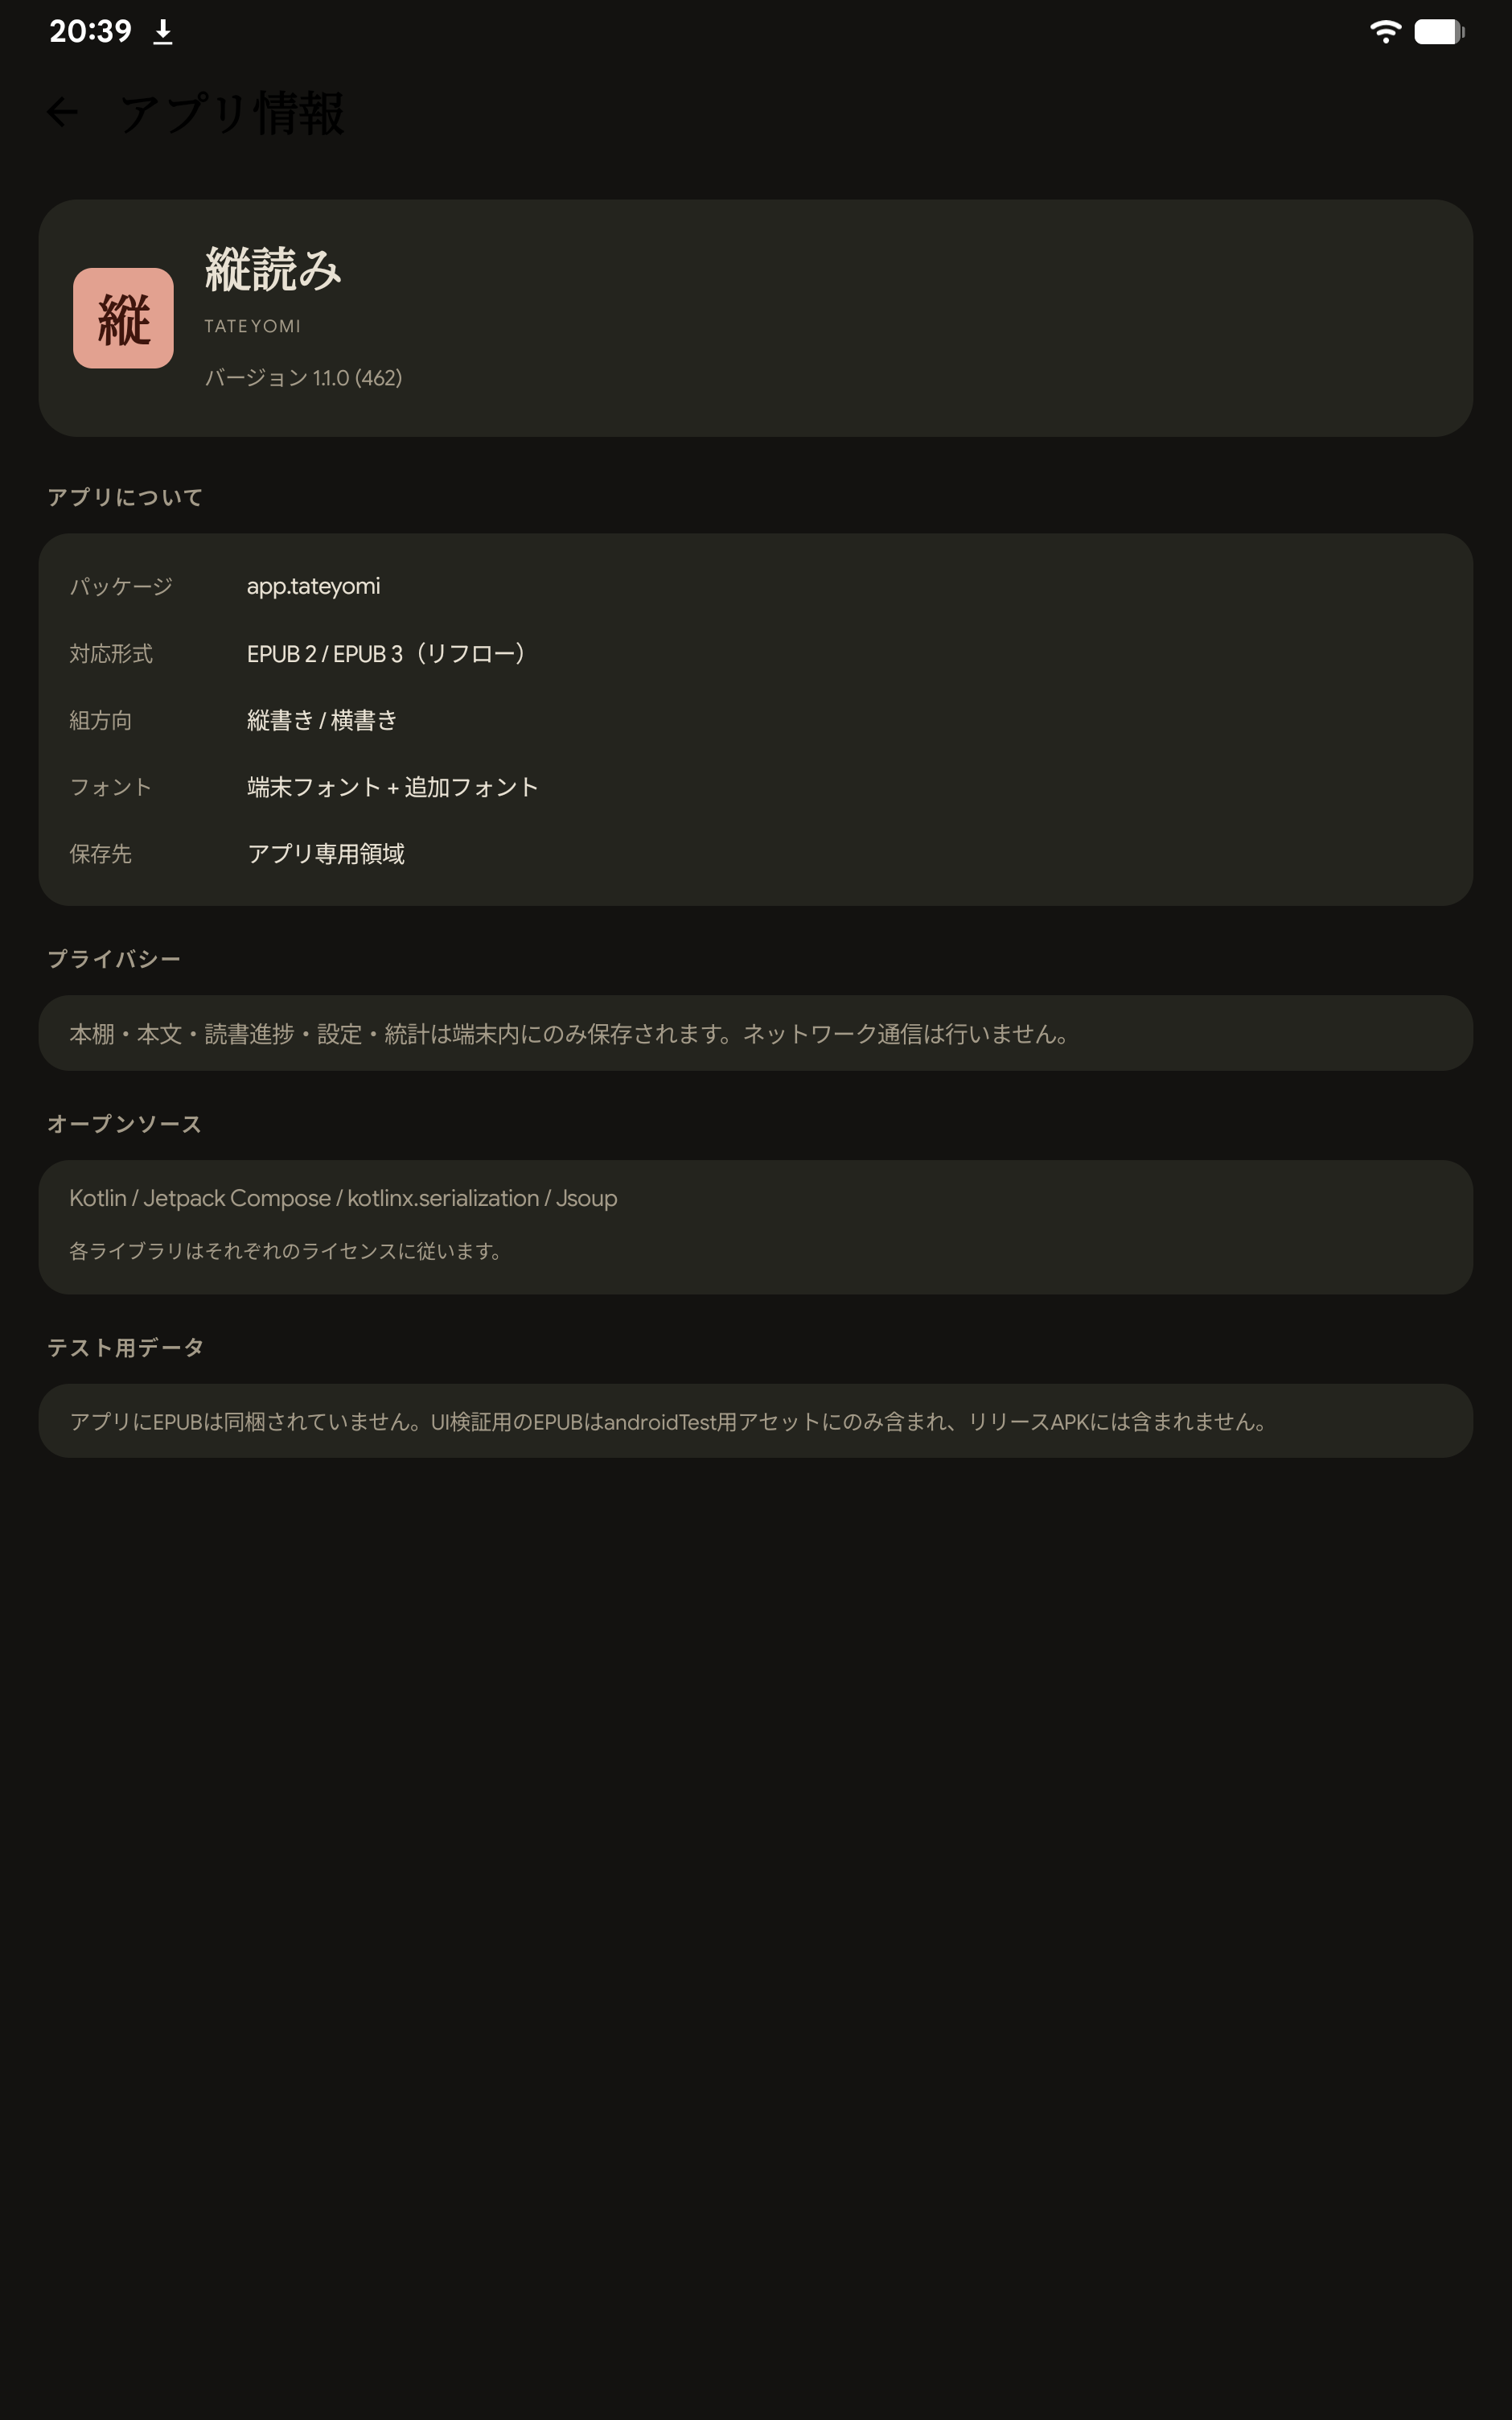 20:39
アプリ情報
縦
縦読み
TATEYOMI
バージョン 1.1.0 (462)
アプリについて
パッケージ app.tateyomi
対応形式 EPUB 2 / EPUB 3（リフロー）
組方向 縦書き / 横書き
フォント 端末フォント + 追加フォント
保存先 アプリ専用領域
プライバシー
本棚・本文・読書進捗・設定・統計は端末内にのみ保存されます。ネットワーク通信は行いません。
オープンソース
Kotlin / Jetpack Compose / kotlinx.serialization / Jsoup
各ライブラリはそれぞれのライセンスに従います。
テスト用データ
アプリにEPUBは同梱されていません。UI検証用のEPUBはandroidTest用アセットにのみ含まれ、リリースAPKには含まれません。